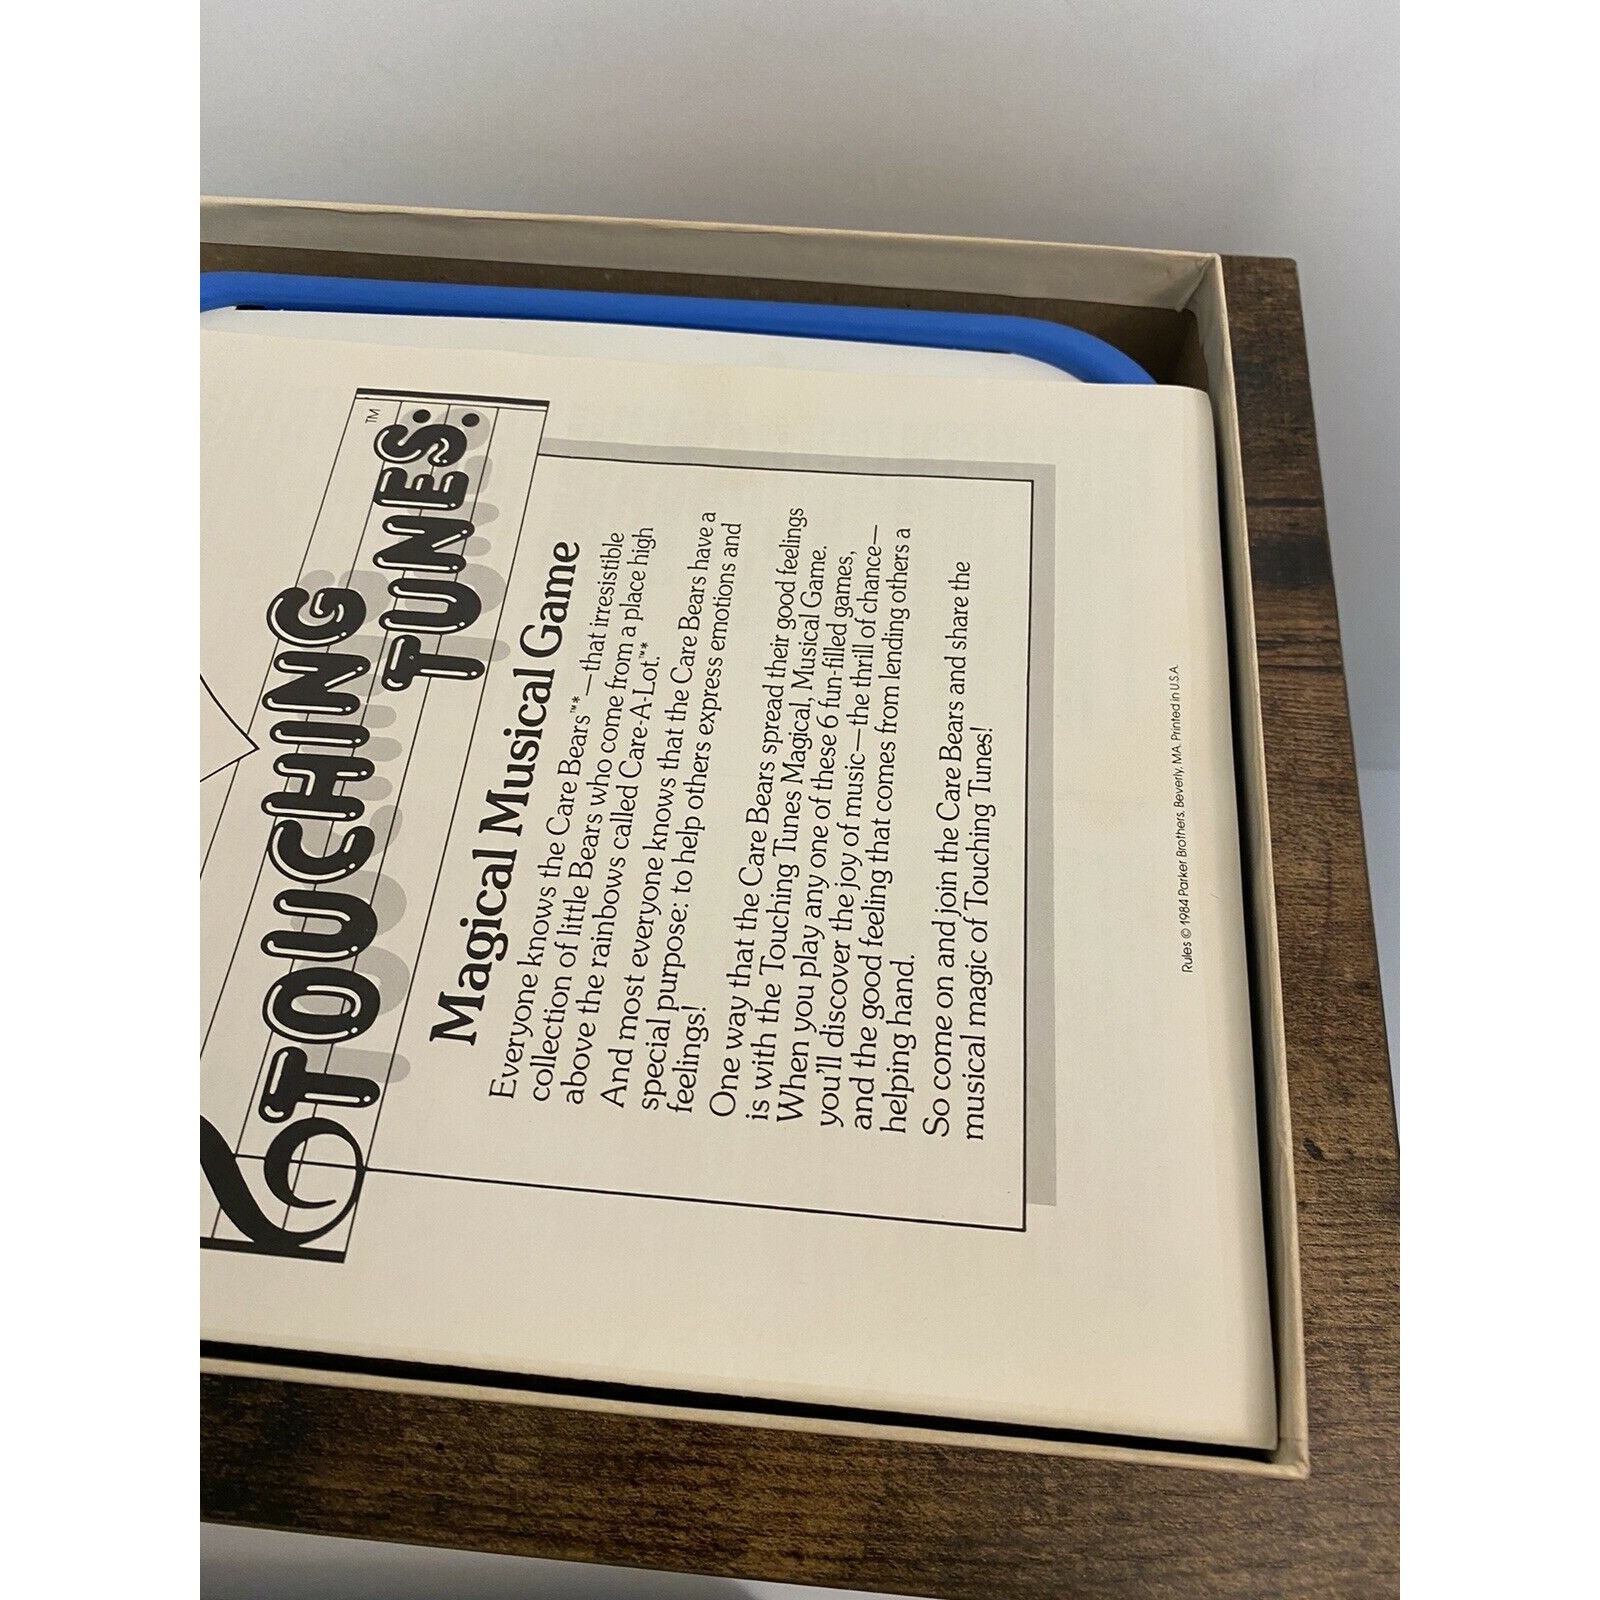 TOUCHING
TUNES.™
Magical Musical Game
Everyone knows the Care Bears™*—that irresistible
collection of little Bears who come from a place high
above the rainbows called Care-A-Lot.™*
And most everyone knows that the Care Bears have a
special purpose: to help others express emotions and
feelings!
One way that the Care Bears spread their good feelings
is with the Touching Tunes Magical, Musical Game.
When you play any one of these 6 fun-filled games,
you'll discover the joy of music—the thrill of chance—
and the good feeling that comes from lending others a
helping hand.
So come on and join the Care Bears and share the
musical magic of Touching Tunes!
Rules © 1984 Parker Brothers, Beverly, MA. Printed in U.S.A